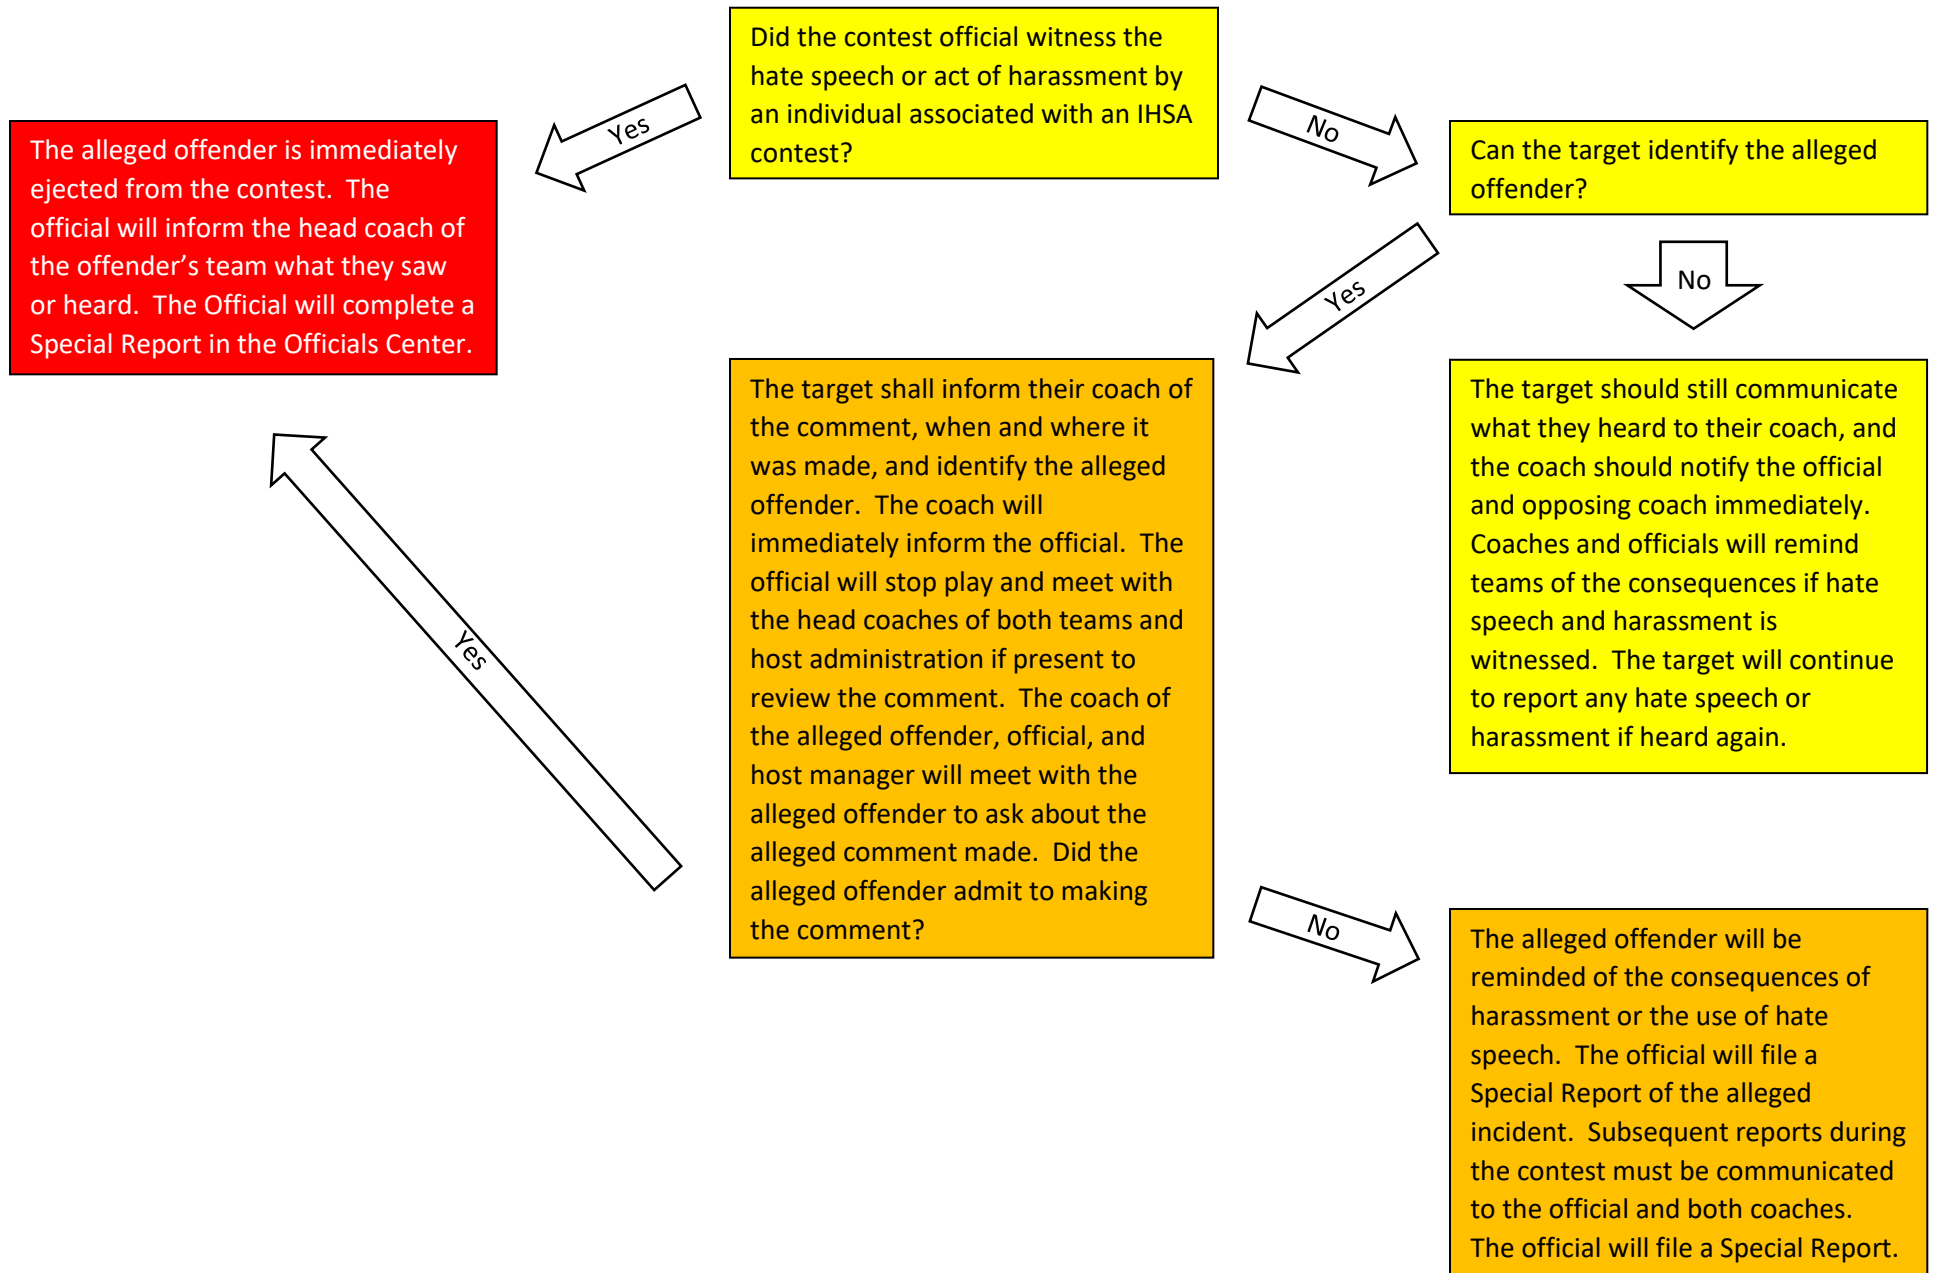 Did the contest official witness the
hate speech or act of harassment by
an individual associated with an IHSA
contest?
Yes
No
The alleged offender is immediately
ejected from the contest.  The
official will inform the head coach of
the offender’s team what they saw
or heard.  The Official will complete a
Special Report in the Officials Center.
Can the target identify the alleged
offender?
Yes
No
The target shall inform their coach of
the comment, when and where it
was made, and identify the alleged
offender.  The coach will
immediately inform the official.  The
official will stop play and meet with
the head coaches of both teams and
host administration if present to
review the comment.  The coach of
the alleged offender, official, and
host manager will meet with the
alleged offender to ask about the
alleged comment made.  Did the
alleged offender admit to making
the comment?
The target should still communicate
what they heard to their coach, and
the coach should notify the official
and opposing coach immediately.
Coaches and officials will remind
teams of the consequences if hate
speech and harassment is
witnessed.  The target will continue
to report any hate speech or
harassment if heard again.
Yes
No
The alleged offender will be
reminded of the consequences of
harassment or the use of hate
speech.  The official will file a
Special Report of the alleged
incident.  Subsequent reports during
the contest must be communicated
to the official and both coaches.
The official will file a Special Report.